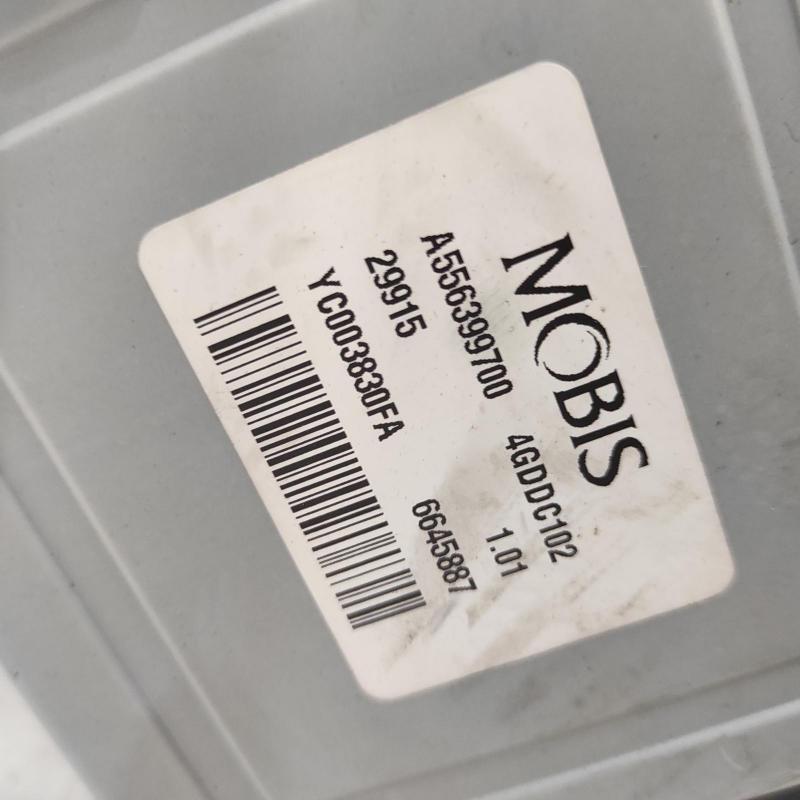 MOBIS
A556399700 4GDDC102
29915 1.01
YC003830FA 6645887